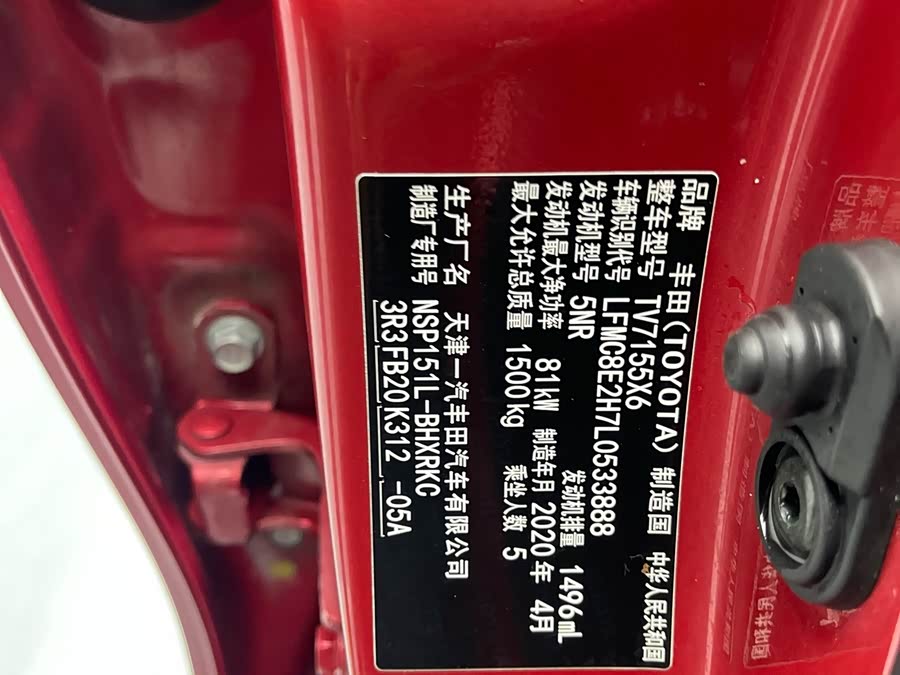 品牌 丰田(TOYOTA) 制造国 中华人民共和国
整车型号 TV7155X6
车辆识别代号 LFMC8E2H7L0533888
发动机型号 5NR 发动机排量 1496mL
发动机最大净功率 81kW 制造年月 2020年 4月
最大允许总质量 1500kg 乘坐人数 5
生产厂名 天津一汽丰田汽车有限公司
制造厂专用号 NSP151L-BHXRKC
3R3FB20K312 -05A